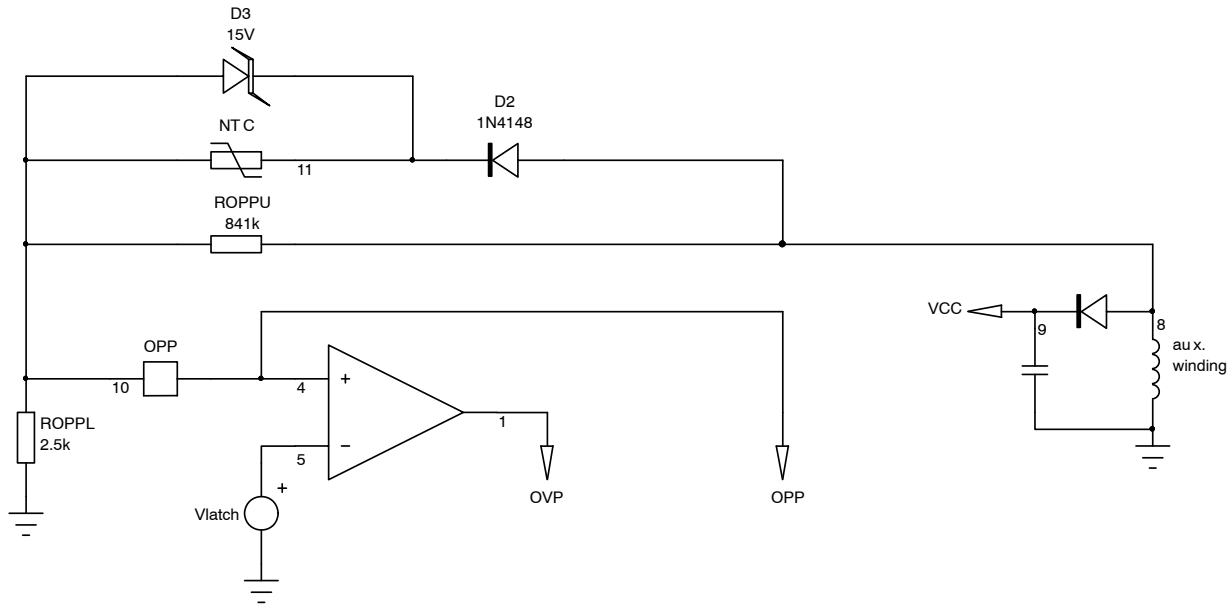 D3
15V
D2
1N4148
NTC
11
ROPPU
841k
VCC
9
8
aux.
winding
OPP
10
4
+
1
ROPPL
2.5k
5
−
+
Vlatch
OVP
OPP